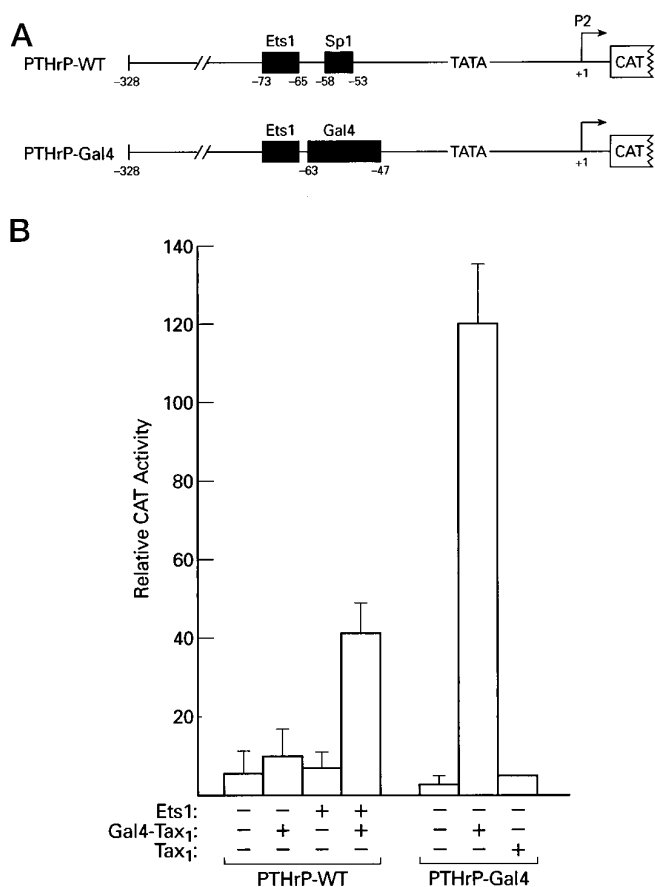 A
PTHrP-WT
Ets1
Sp1
P2
TATA
CAT
–328
–73
–65
–58
–53
+1
PTHrP-Gal4
Ets1
Gal4
TATA
CAT
–328
–63
–47
+1
B
Relative CAT Activity
140
120
100
80
60
40
20
Ets1: – – + + – – –
Gal4-Tax1: – + – + – + –
Tax1: – – – – – – +
PTHrP-WT
PTHrP-Gal4